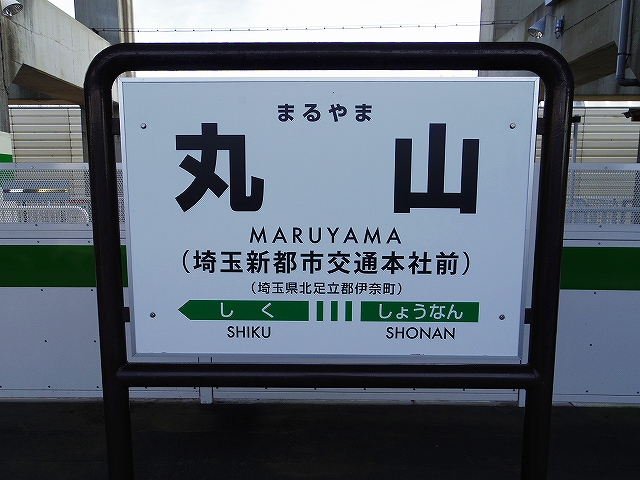 まるやま
丸山
MARUYAMA
(埼玉新都市交通本社前)
(埼玉県北足立郡伊奈町)
しく しょうなん
SHIKU SHONAN